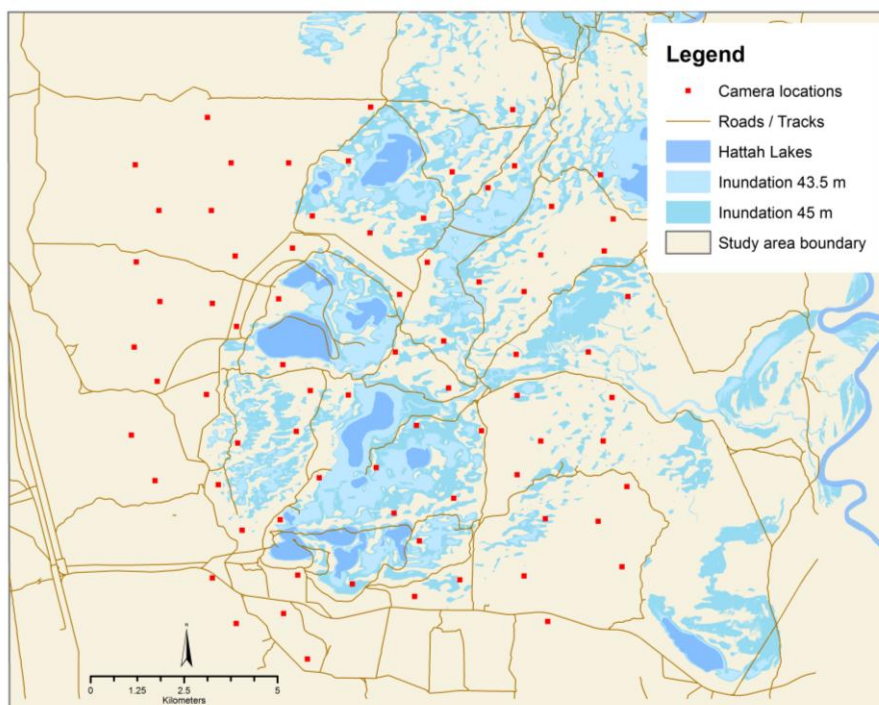 Legend
Camera locations
Roads / Tracks
Hattah Lakes
Inundation 43.5 m
Inundation 45 m
Study area boundary
N
0 1.25 2.5 5
Kilometers